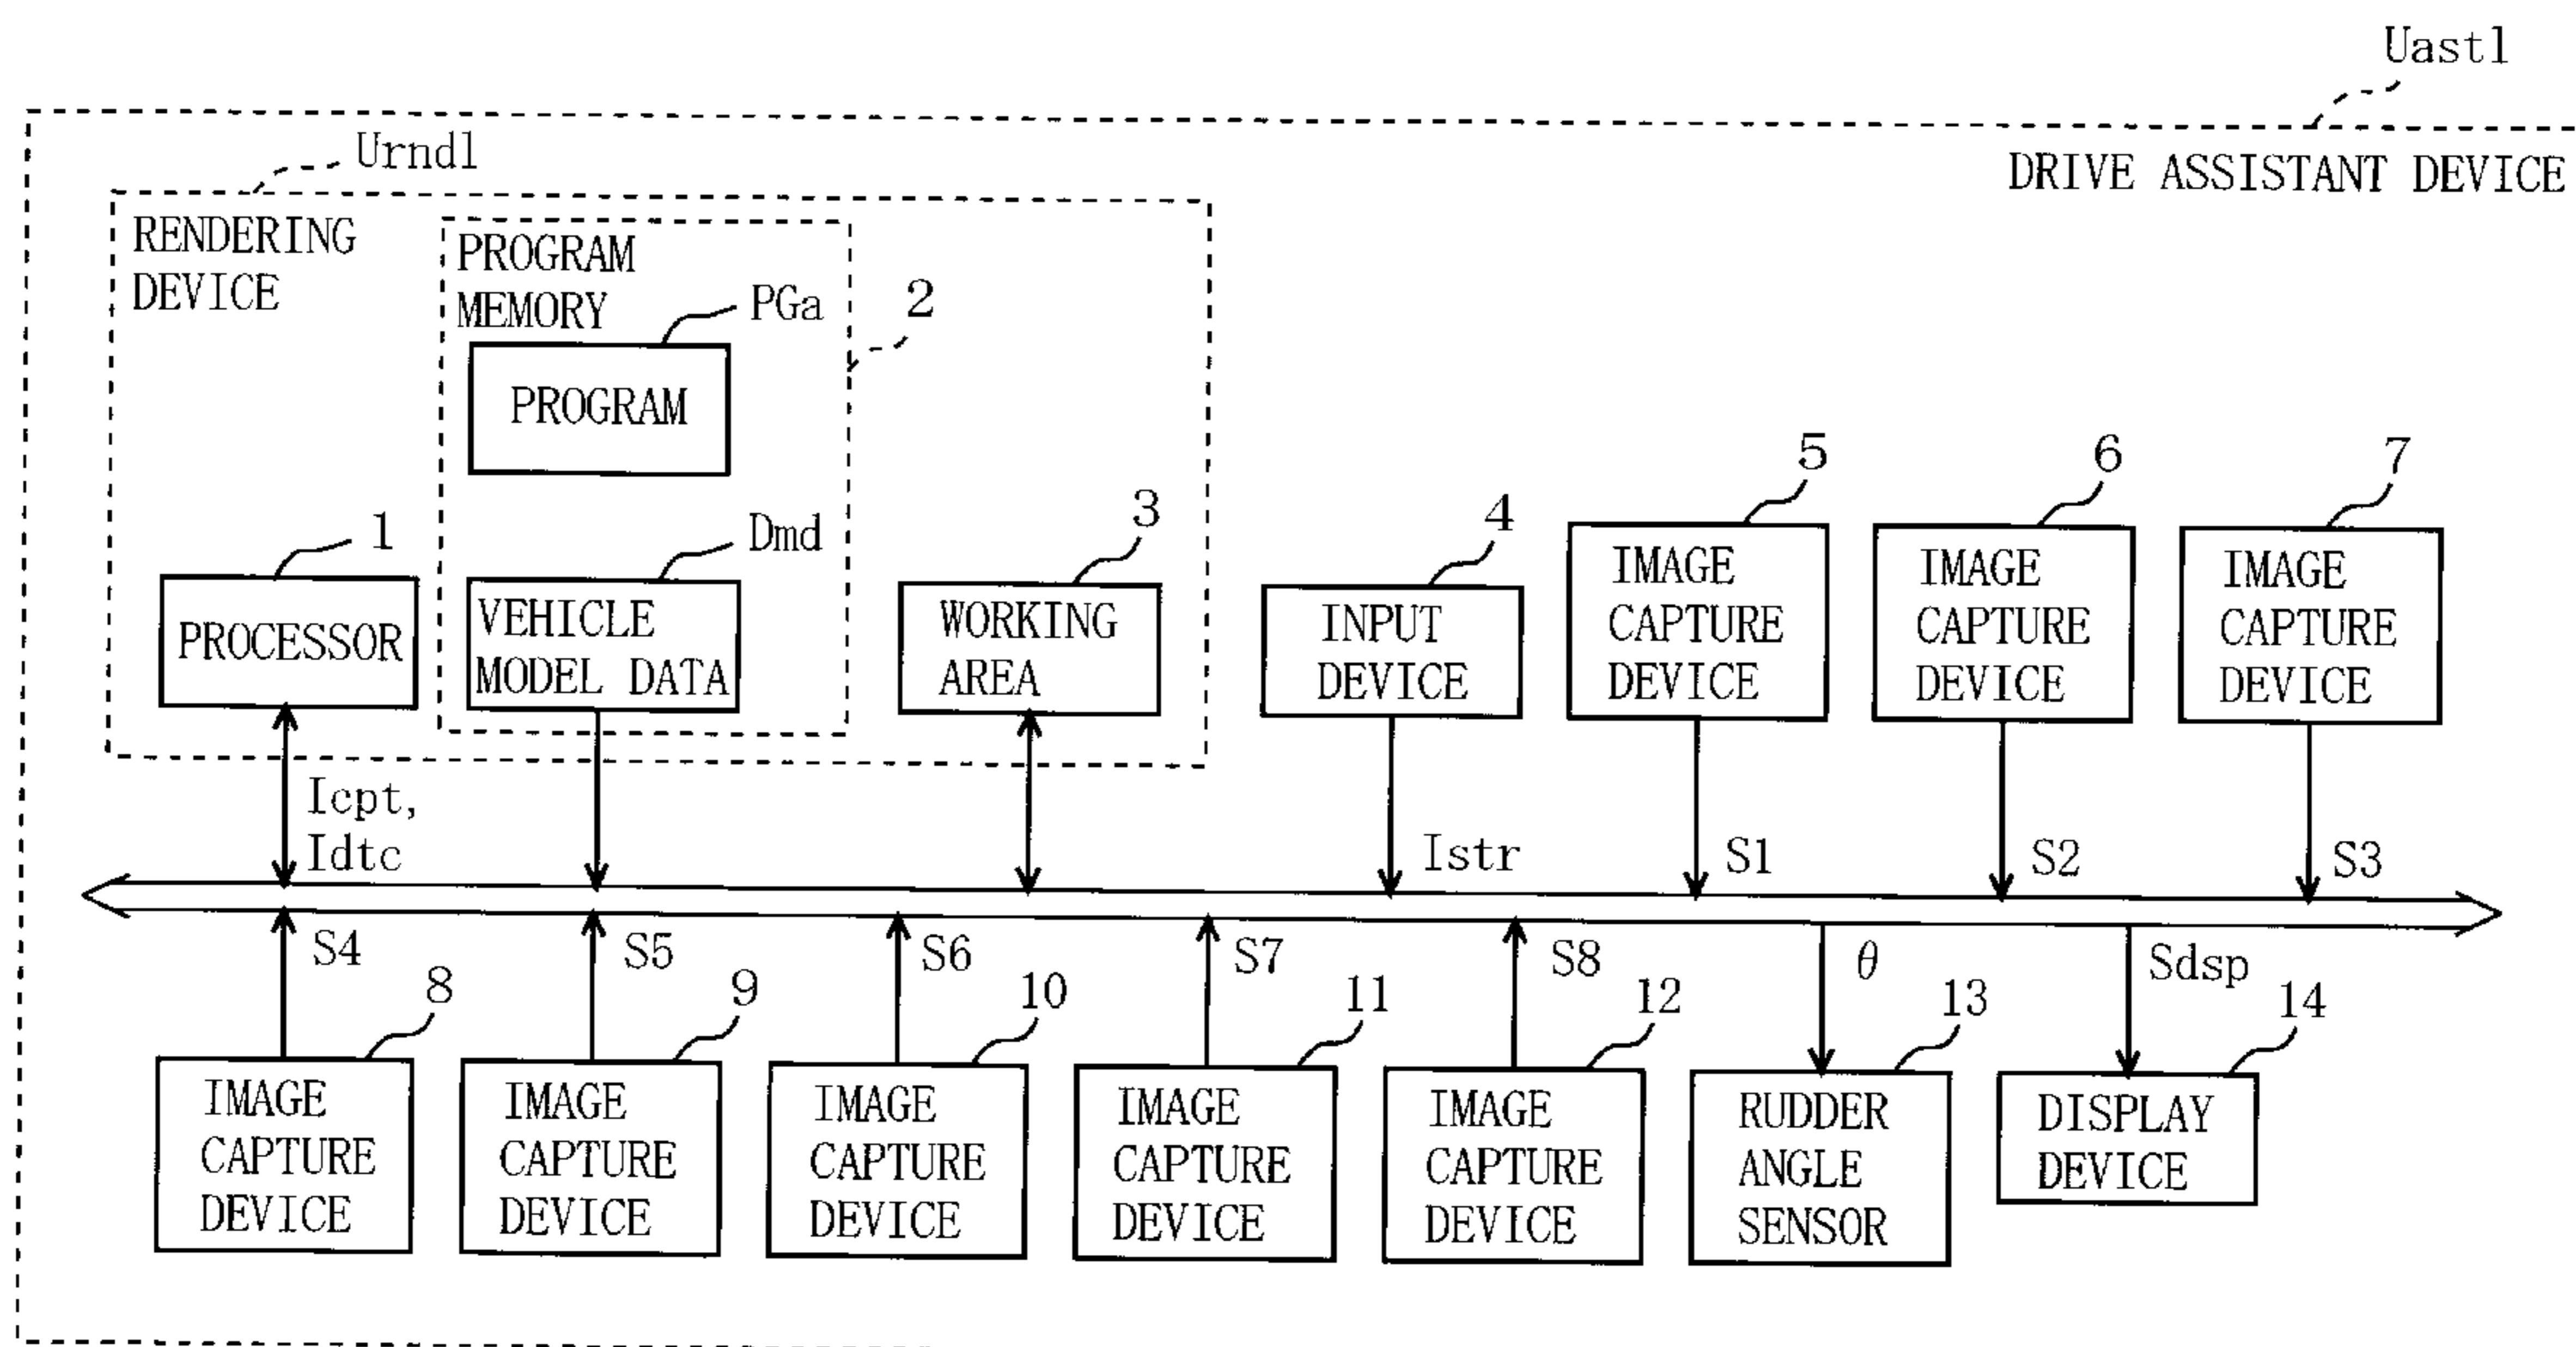 Uast1
DRIVE ASSISTANT DEVICE
Urnd1
RENDERING
DEVICE
PROGRAM
MEMORY
PGa
2
PROGRAM
1
Dmd
3
4
5
6
7
PROCESSOR
VEHICLE
MODEL DATA
WORKING
AREA
INPUT
DEVICE
IMAGE
CAPTURE
DEVICE
IMAGE
CAPTURE
DEVICE
IMAGE
CAPTURE
DEVICE
Icpt,
Idtc
Istr
S1
S2
S3
S4
S5
S6
S7
S8
θ
Sdsp
8
9
10
11
12
13
14
IMAGE
CAPTURE
DEVICE
IMAGE
CAPTURE
DEVICE
IMAGE
CAPTURE
DEVICE
IMAGE
CAPTURE
DEVICE
IMAGE
CAPTURE
DEVICE
RUDDER
ANGLE
SENSOR
DISPLAY
DEVICE